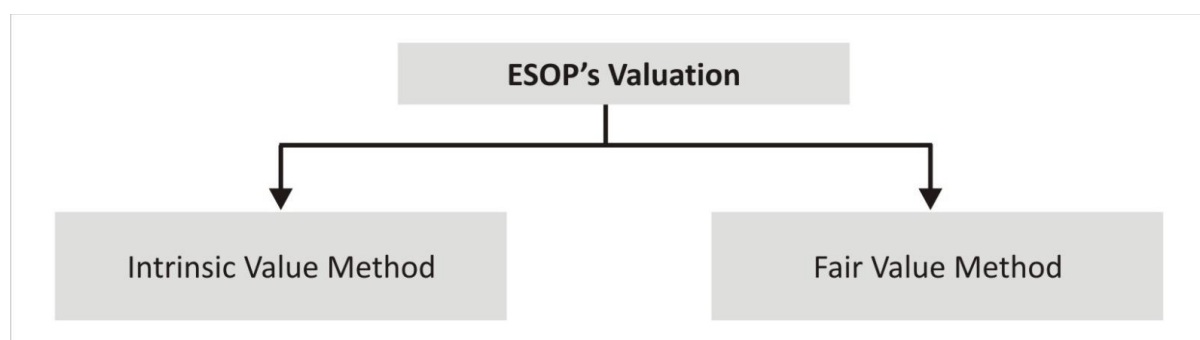 ESOP’s Valuation
Intrinsic Value Method
Fair Value Method